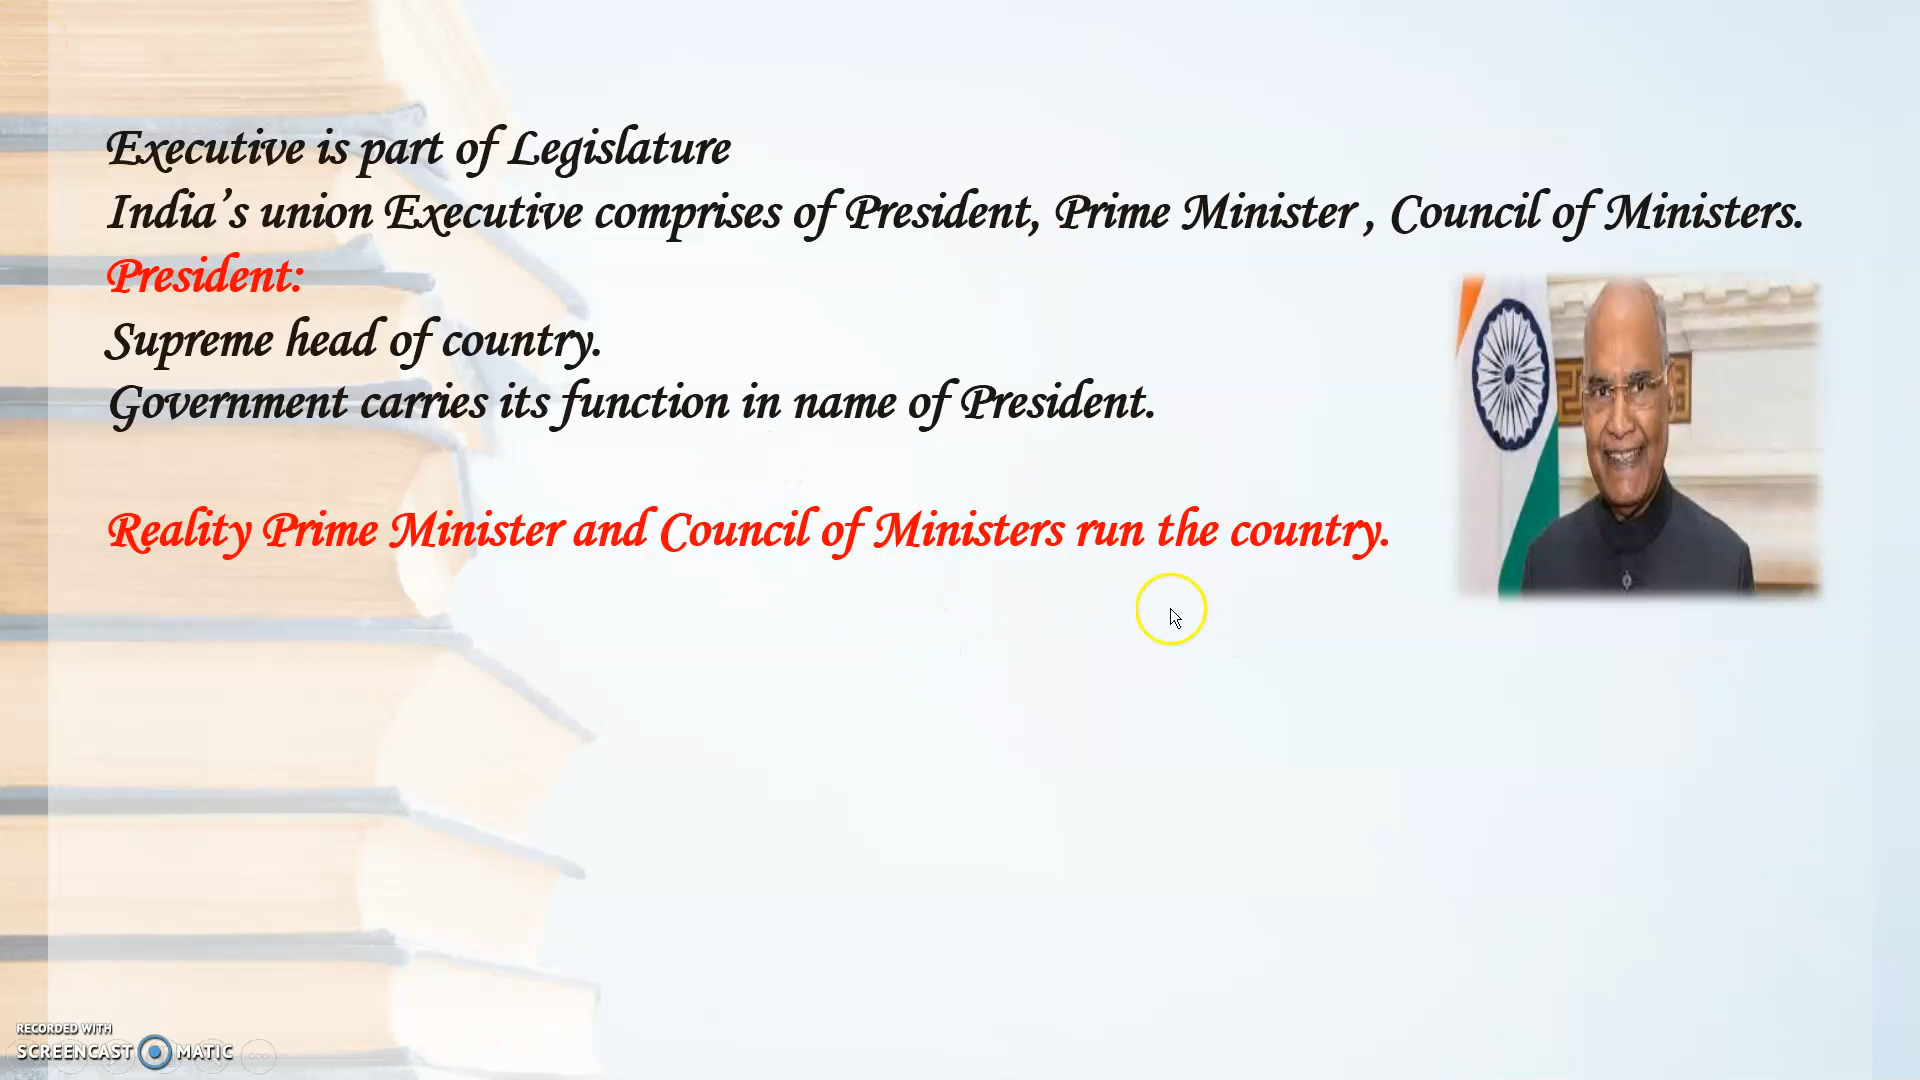 Executive is part of Legislature
India’s union Executive comprises of President, Prime Minister , Council of Ministers.
President:
Supreme head of country.
Government carries its function in name of President.
Reality Prime Minister and Council of Ministers run the country.
RECORDED WITH
SCREENCAST MATIC